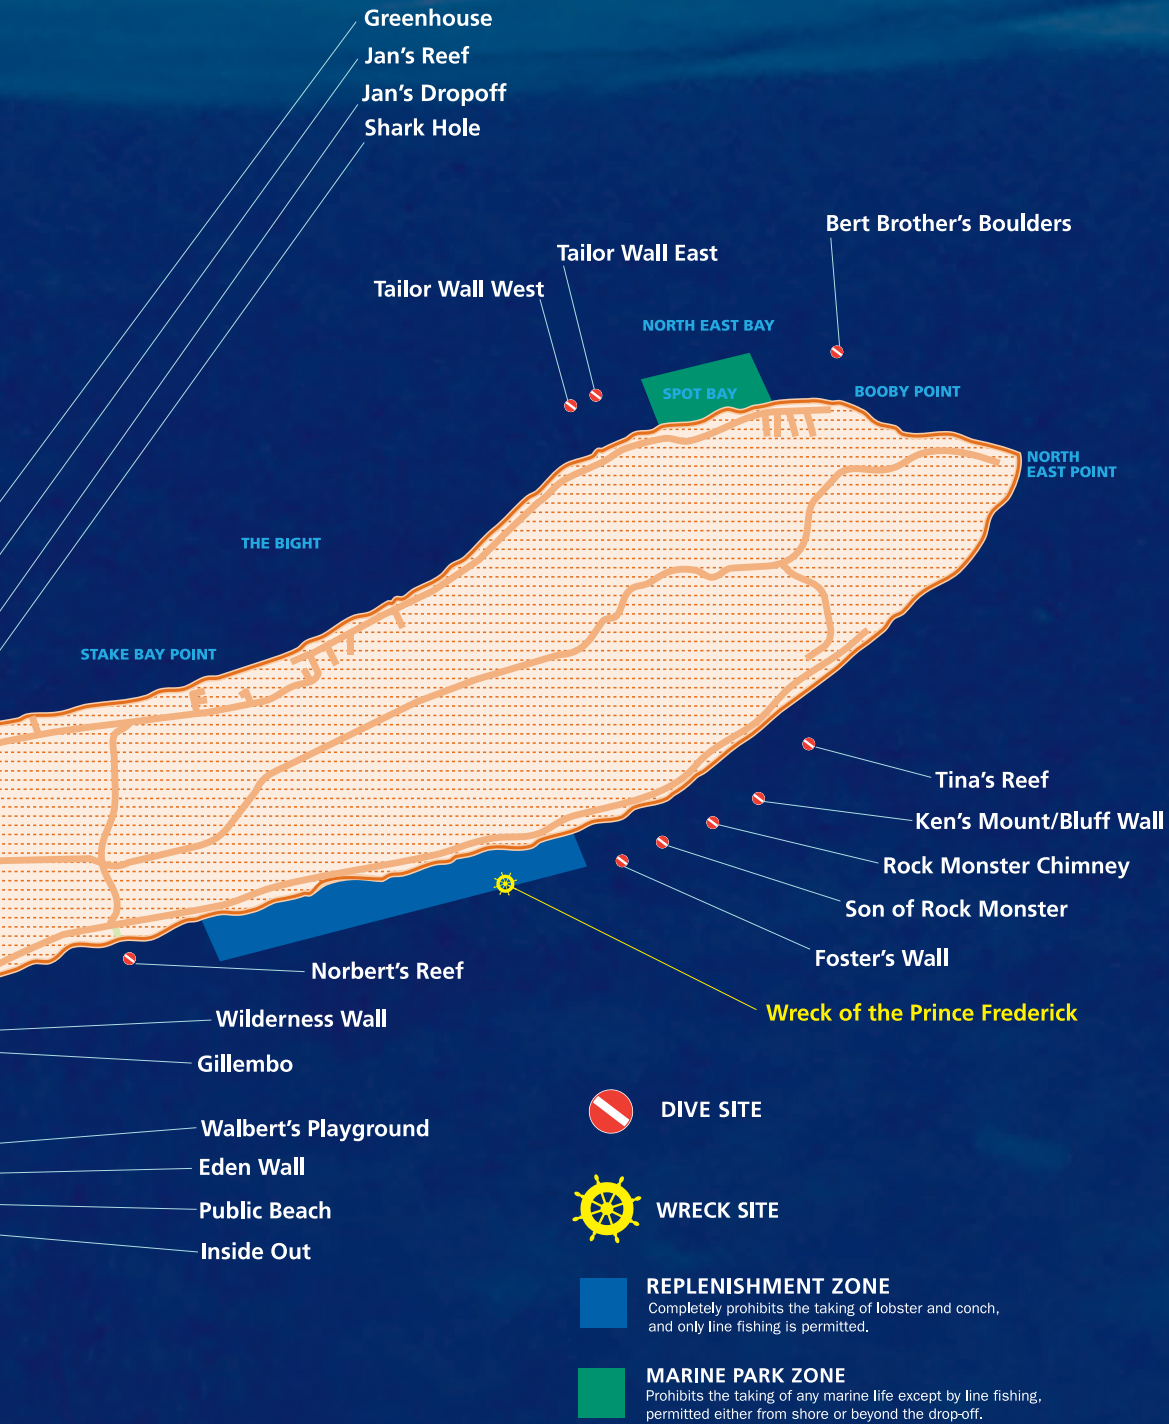 Greenhouse
Jan's Reef
Jan's Dropoff
Shark Hole
Bert Brother's Boulders
Tailor Wall East
Tailor Wall West
NORTH EAST BAY
SPOT BAY
BOOBY POINT
NORTH
EAST POINT
THE BIGHT
STAKE BAY POINT
Tina's Reef
Ken's Mount/Bluff Wall
Rock Monster Chimney
Son of Rock Monster
Foster's Wall
Norbert's Reef
Wreck of the Prince Frederick
Wilderness Wall
Gillembo
Walbert's Playground
Eden Wall
Public Beach
Inside Out
DIVE SITE
WRECK SITE
REPLENISHMENT ZONE
Completely prohibits the taking of lobster and conch,
and only line fishing is permitted.
MARINE PARK ZONE
Prohibits the taking of any marine life except by line fishing,
permitted either from shore or beyond the drop-off.